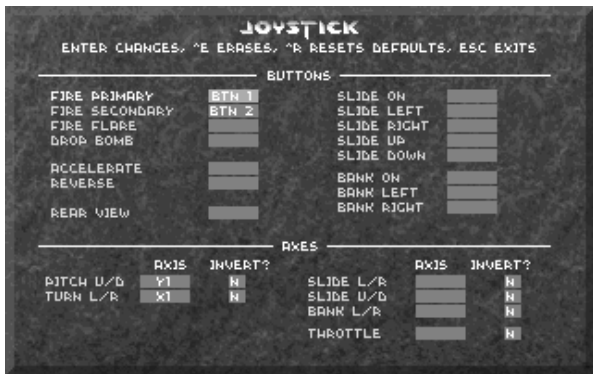 JOYSTICK
ENTER CHANGES, ^E ERASES, ^R RESETS DEFAULTS, ESC EXITS
BUTTONS
FIRE PRIMARY BTN 1
FIRE SECONDARY BTN 2
FIRE FLARE
DROP BOMB
ACCELERATE
REVERSE
REAR VIEW
SLIDE ON
SLIDE LEFT
SLIDE RIGHT
SLIDE UP
SLIDE DOWN
BANK ON
BANK LEFT
BANK RIGHT
AXES
AXIS INVERT?
PITCH U/D Y1 N
TURN L/R X1 N
AXIS INVERT?
SLIDE L/R N
SLIDE U/D N
BANK L/R N
THROTTLE N